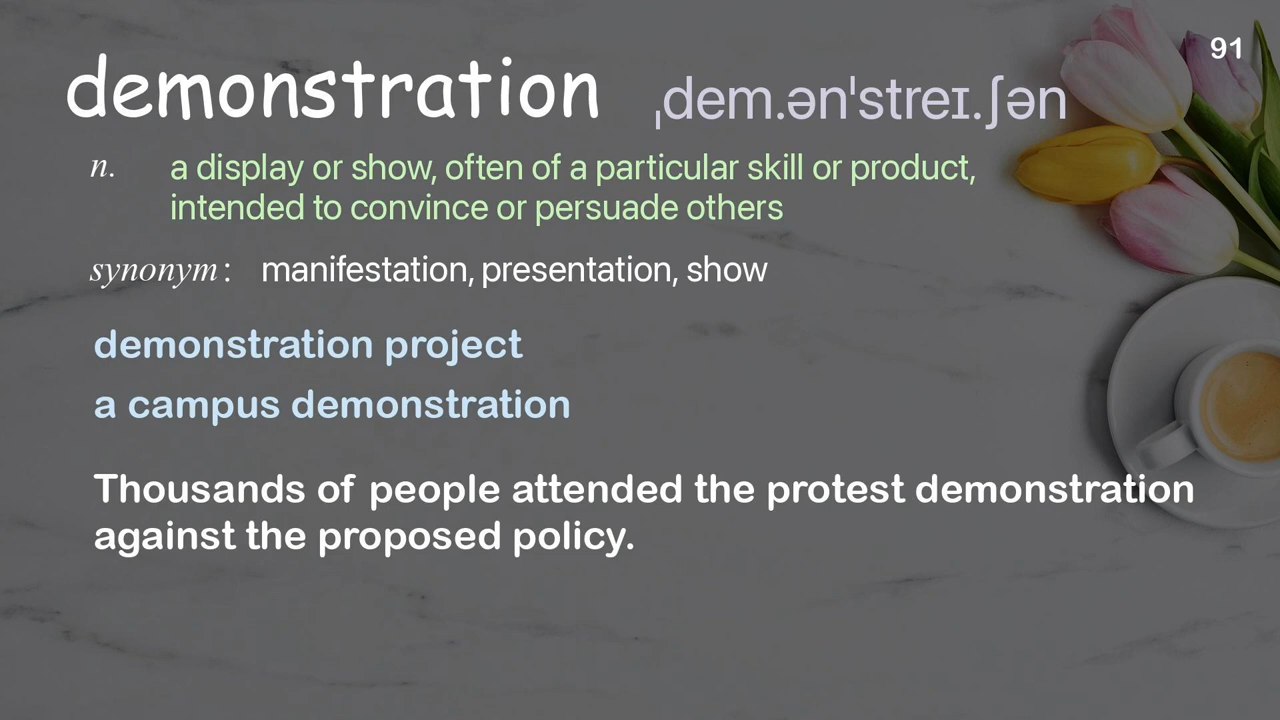 91
demonstration ˌdem.ən'streɪ.ʃən
n. a display or show, often of a particular skill or product,
intended to convince or persuade others
synonym: manifestation, presentation, show
demonstration project
a campus demonstration
Thousands of people attended the protest demonstration
against the proposed policy.